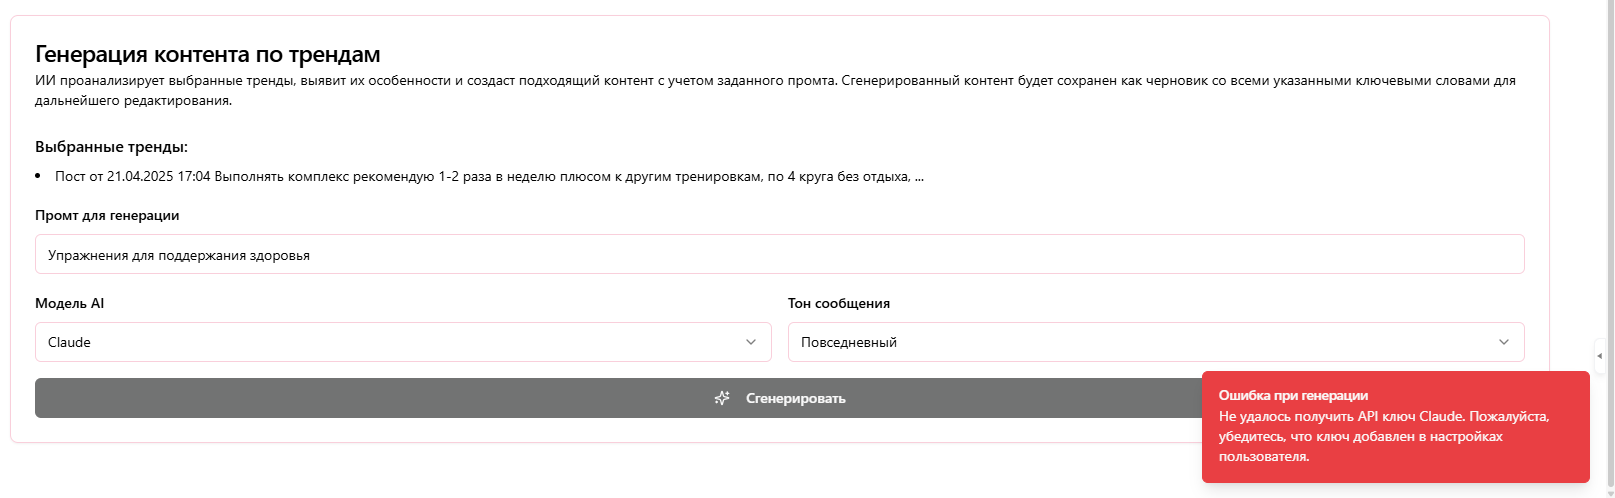 Генерация контента по трендам
ИИ проанализирует выбранные тренды, выявит их особенности и создаст подходящий контент с учетом заданного промта. Сгенерированный контент будет сохранен как черновик со всеми указанными ключевыми словами для
дальнейшего редактирования.
Выбранные тренды:
• Пост от 21.04.2025 17:04 Выполнять комплекс рекомендую 1-2 раза в неделю плюсом к другим тренировкам, по 4 круга без отдыха, ...
Промт для генерации
Упражнения для поддержания здоровья
Модель AI
Claude
Тон сообщения
Повседневный
Сгенерировать
Ошибка при генерации
Не удалось получить API ключ Claude. Пожалуйста,
убедитесь, что ключ добавлен в настройках
пользователя.